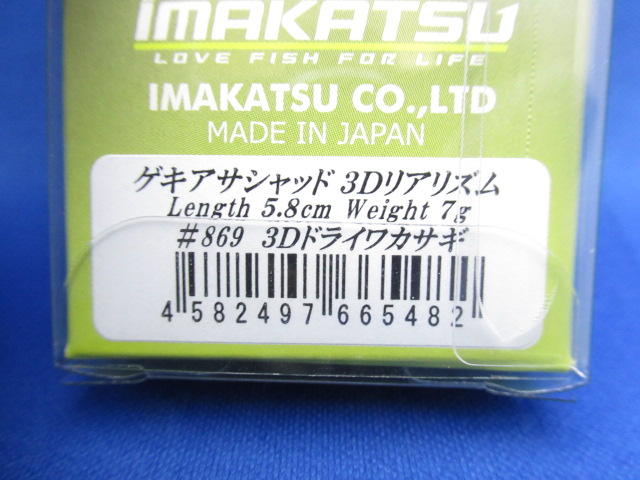 IMAKATSU
LOVE FISH FOR LIFE
IMAKATSU CO.,LTD
MADE IN JAPAN
ゲキアサシャッド 3Dリアリズム
Length 5.8cm Weight 7g
#869 3Dドライワカサギ
4 582497 665482